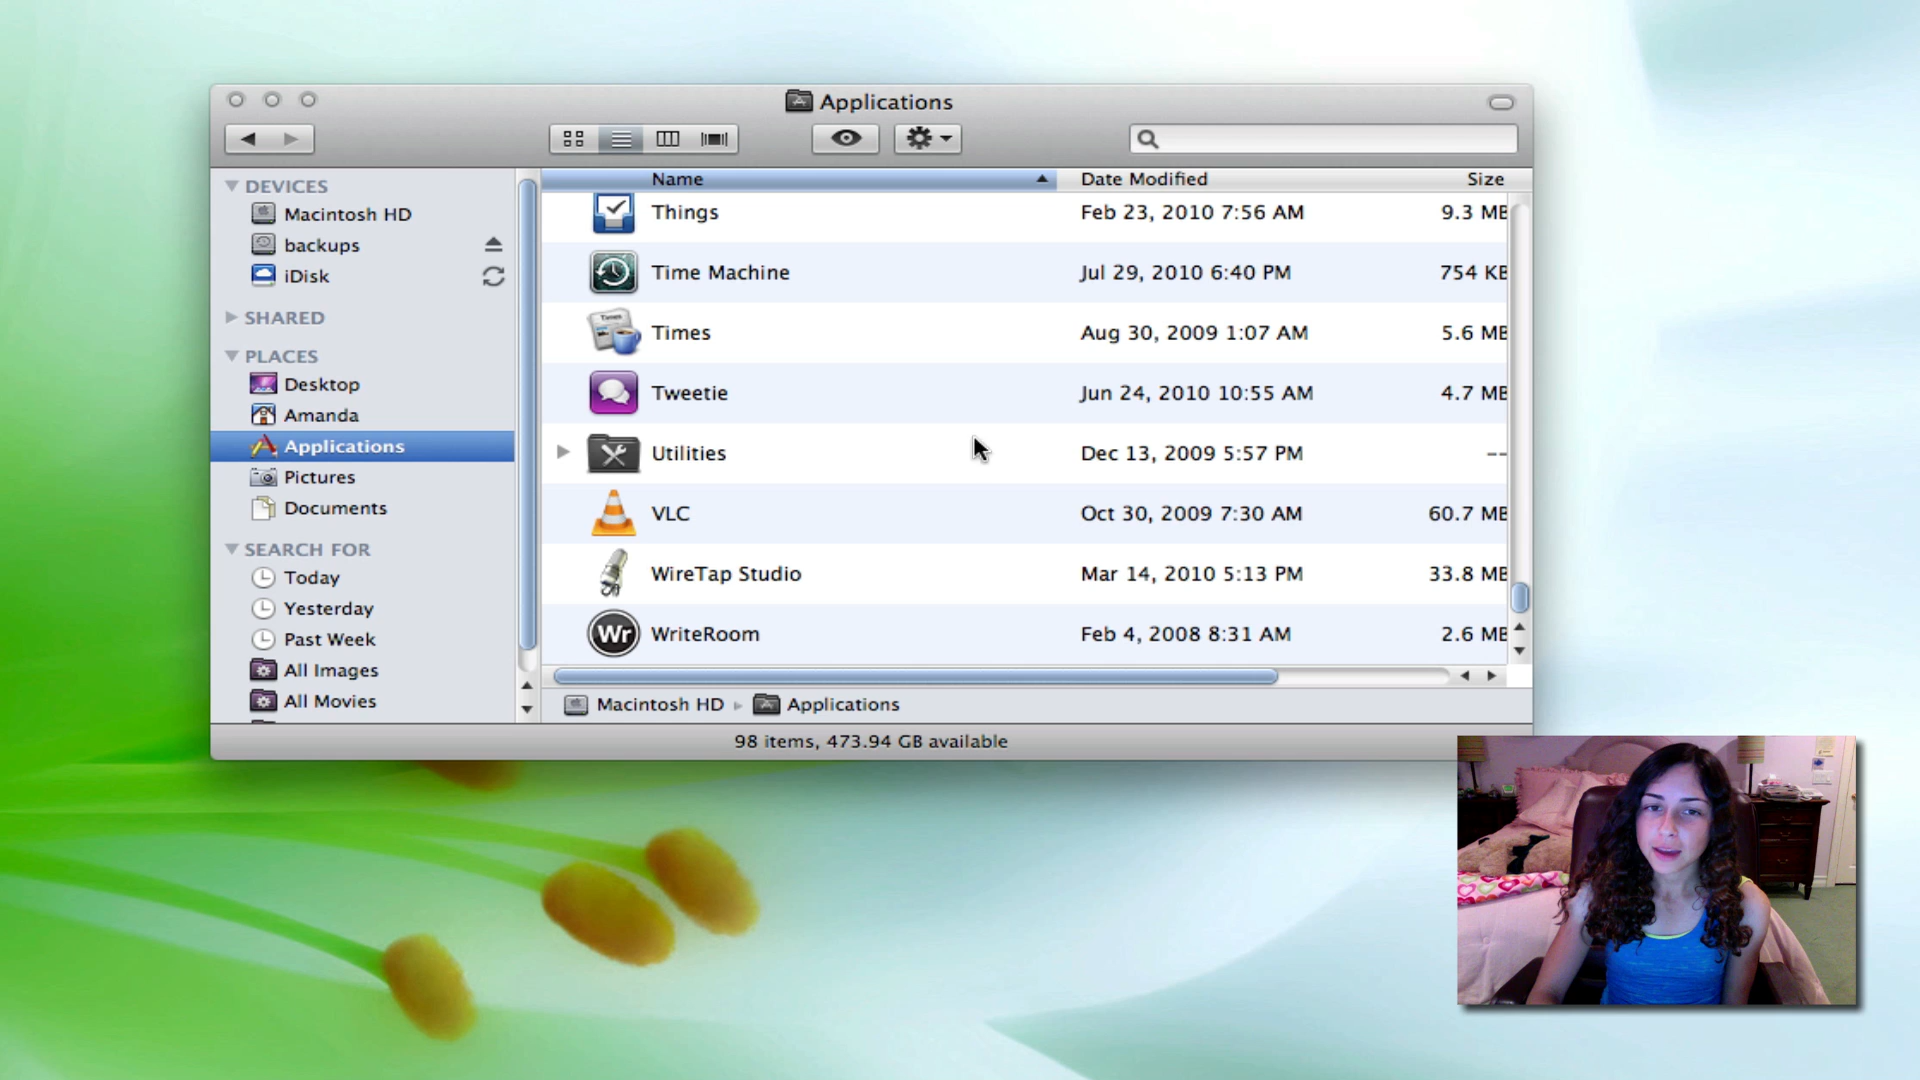 Applications
DEVICES
Macintosh HD
backups
iDisk
SHARED
PLACES
Desktop
Amanda
Applications
Pictures
Documents
SEARCH FOR
Today
Yesterday
Past Week
All Images
All Movies
Name Date Modified Size
Things Feb 23, 2010 7:56 AM 9.3 MB
Time Machine Jul 29, 2010 6:40 PM 754 KB
Times Aug 30, 2009 1:07 AM 5.6 MB
Tweetie Jun 24, 2010 10:55 AM 4.7 MB
Utilities Dec 13, 2009 5:57 PM --
VLC Oct 30, 2009 7:30 AM 60.7 MB
WireTap Studio Mar 14, 2010 5:13 PM 33.8 MB
Wr WriteRoom Feb 4, 2008 8:31 AM 2.6 MB
Macintosh HD Applications
98 items, 473.94 GB available